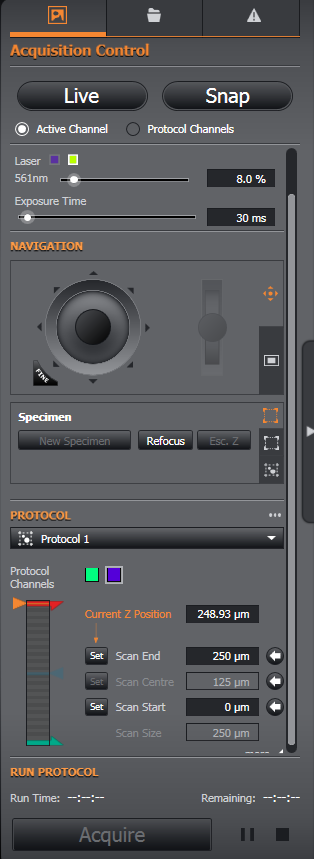 Acquisition Control
Live Snap
Active Channel Protocol Channels
Laser
561nm 8.0 %
Exposure Time
30 ms
NAVIGATION
FINE
Specimen
New Specimen Refocus Esc. Z
PROTOCOL
Protocol 1
Protocol
Channels
Current Z Position 248.93 µm
Set Scan End 250 µm
Set Scan Centre 125 µm
Set Scan Start 0 µm
Scan Size 250 µm
RUN PROTOCOL
Run Time: --:--:-- Remaining: --:--:--
Acquire